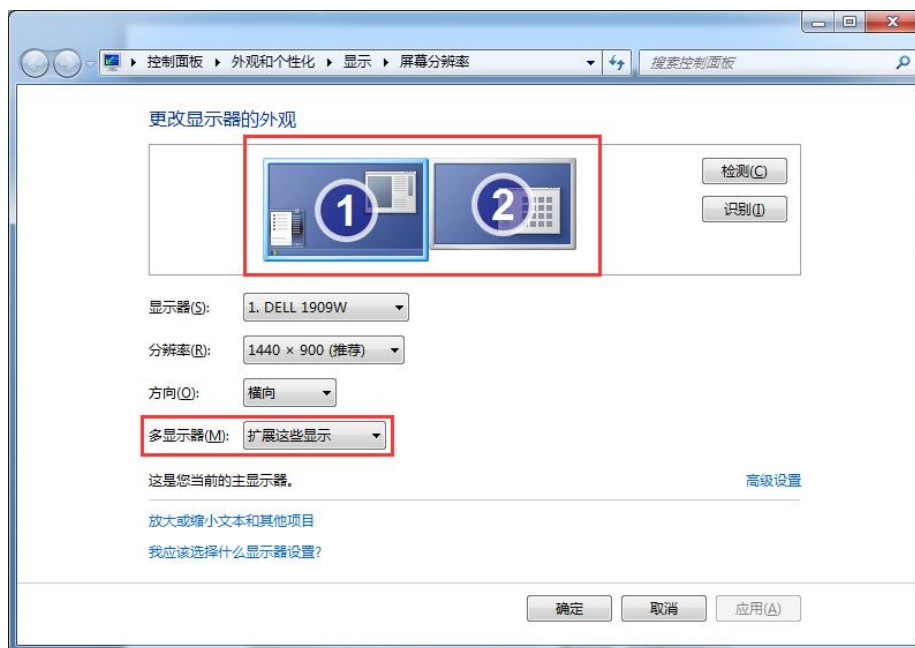 控制面板 外观和个性化 显示 屏幕分辨率 搜索控制面板
更改显示器的外观
1 2
检测(C)
识别(I)
显示器(S): 1. DELL 1909W
分辨率(R): 1440 × 900 (推荐)
方向(O): 横向
多显示器(M): 扩展这些显示
这是您当前的主显示器。 高级设置
放大或缩小文本和其他项目
我应该选择什么显示器设置?
确定 取消 应用(A)